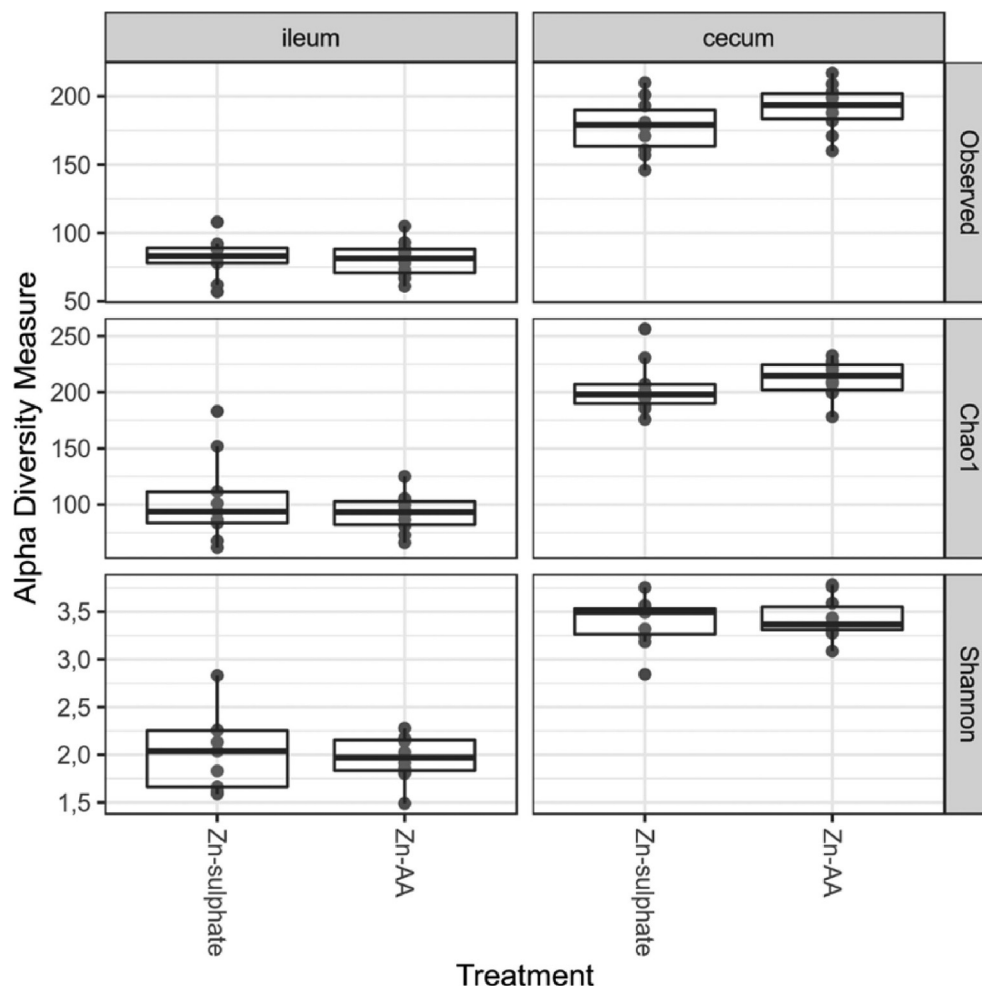 ileum
cecum
Alpha Diversity Measure
200
150
100
50
Observed
250
200
150
100
Chao1
3,5
3,0
2,5
2,0
1,5
Shannon
Zn-sulphate
Zn-AA
Zn-sulphate
Zn-AA
Treatment